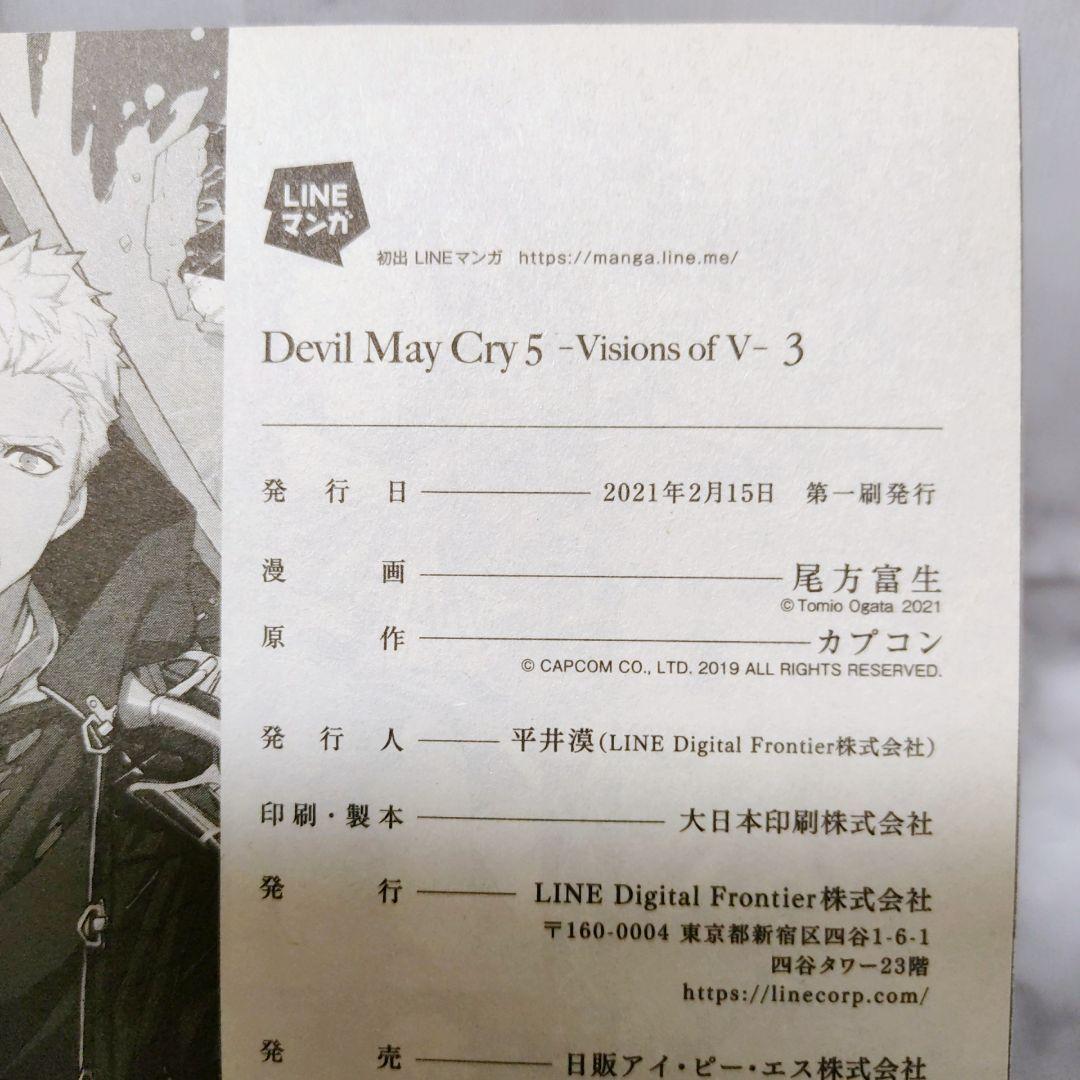 LINE
マンガ
初出 LINEマンガ https://manga.line.me/
Devil May Cry 5 -Visions of V- 3
発行日 2021年2月15日 第一刷発行
漫画 尾方富生
©Tomio Ogata 2021
原作 カプコン
© CAPCOM CO., LTD. 2019 ALL RIGHTS RESERVED.
発行人 平井漠(LINE Digital Frontier株式会社)
印刷・製本 大日本印刷株式会社
発行 LINE Digital Frontier株式会社
〒160-0004 東京都新宿区四谷1-6-1
四谷タワー23階
https://linecorp.com/
発売 日販アイ・ピー・エス株式会社